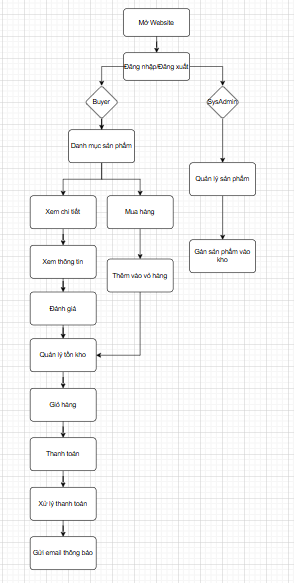 Mở Website
Đăng nhập/Đăng xuất
Buyer
SysAdmin
Danh mục sản phẩm
Quản lý sản phẩm
Xem chi tiết
Mua hàng
Xem thông tin
Gán sản phẩm vào
kho
Thêm vào vỏ hàng
Đánh giá
Quản lý tồn kho
Giỏ hàng
Thanh toán
Xử lý thanh toán
Gửi email thông báo